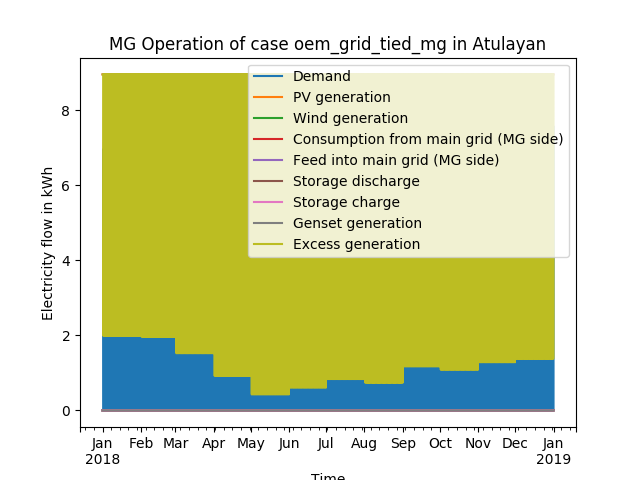 MG Operation of case oem_grid_tied_mg in Atulayan
Demand
PV generation
Wind generation
Consumption from main grid (MG side)
Feed into main grid (MG side)
Storage discharge
Storage charge
Genset generation
Excess generation
Electricity flow in kWh
8
6
4
2
0
Jan Feb Mar Apr May Jun Jul Aug Sep Oct Nov Dec Jan
2018 2019
Time